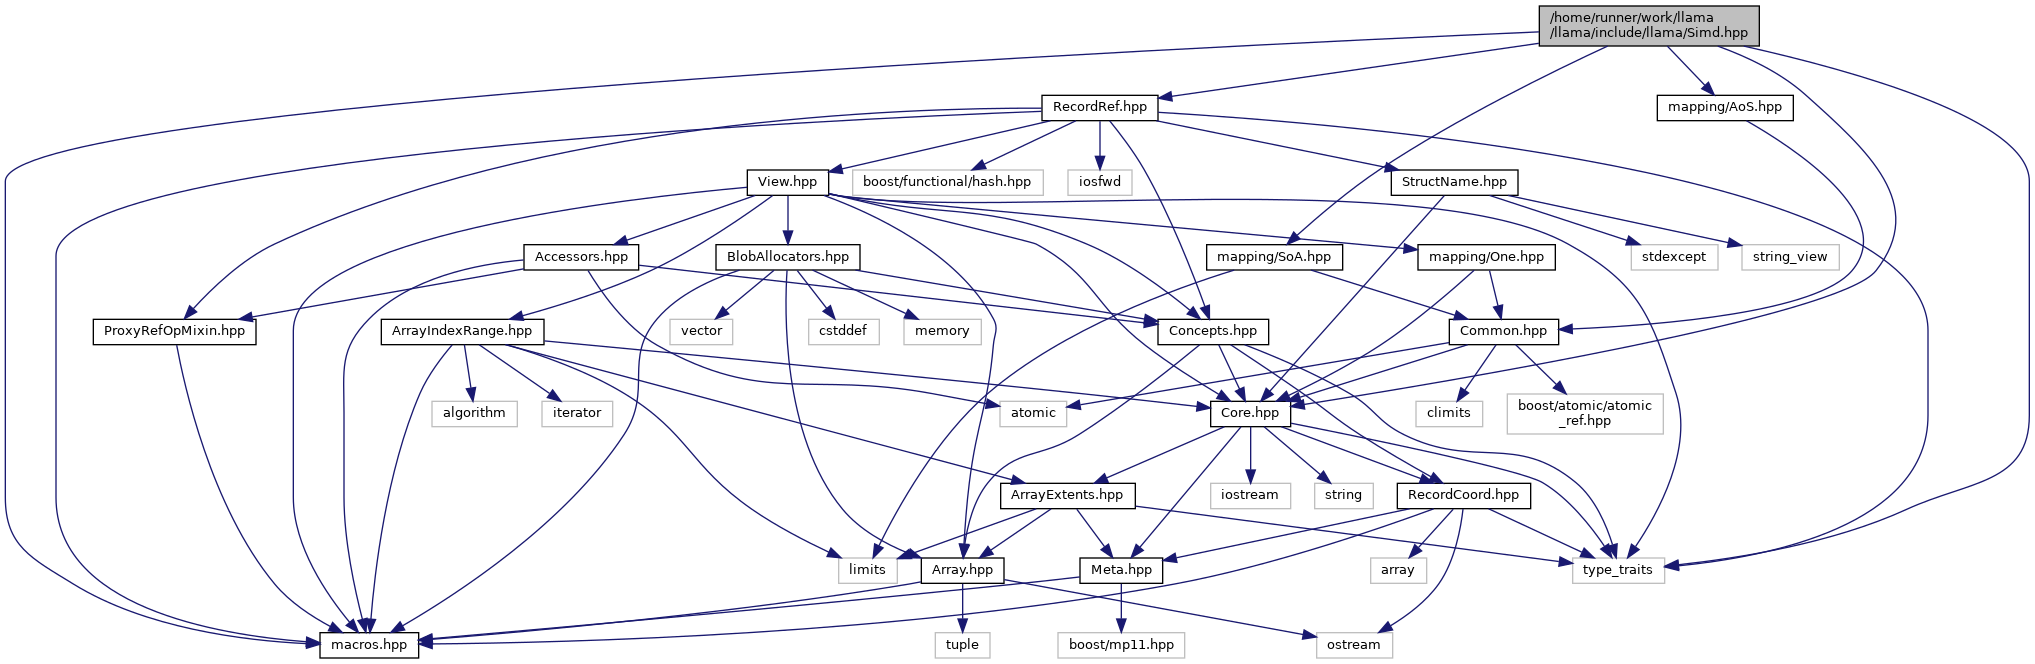 /home/runner/work/llama
/llama/include/llama/Simd.hpp
RecordRef.hpp
mapping/AoS.hpp
View.hpp
boost/functional/hash.hpp
iosfwd
StructName.hpp
Accessors.hpp
BlobAllocators.hpp
mapping/SoA.hpp
mapping/One.hpp
stdexcept
string_view
ProxyRefOpMixin.hpp
ArrayIndexRange.hpp
vector
cstddef
memory
Concepts.hpp
Common.hpp
algorithm
iterator
atomic
Core.hpp
climits
boost/atomic/atomic
_ref.hpp
ArrayExtents.hpp
iostream
string
RecordCoord.hpp
limits
Array.hpp
Meta.hpp
array
type_traits
macros.hpp
tuple
boost/mp11.hpp
ostream